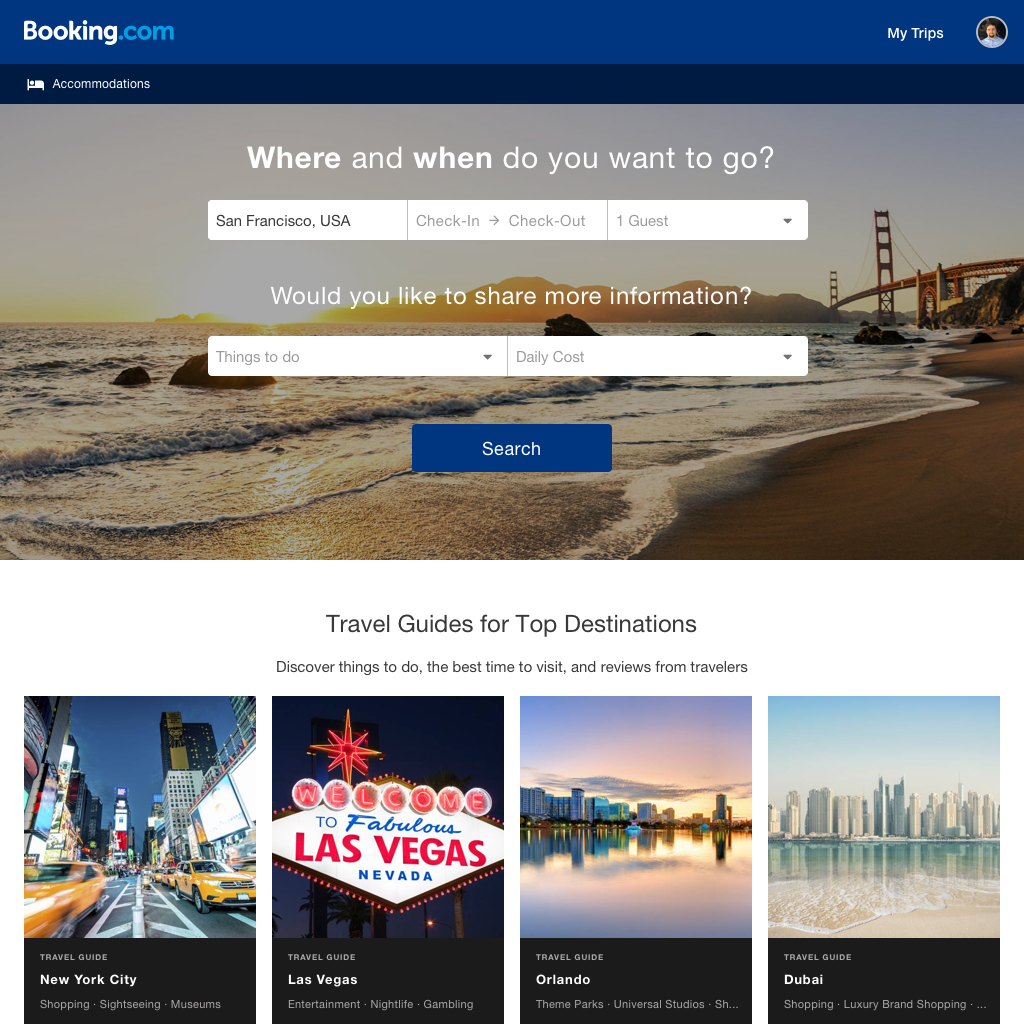 Booking.com
My Trips
Accommodations
Where and when do you want to go?
San Francisco, USA
Check-In → Check-Out
1 Guest
Would you like to share more information?
Things to do
Daily Cost
Search
Travel Guides for Top Destinations
Discover things to do, the best time to visit, and reviews from travelers
WELCOME
TO Fabulous
LAS VEGAS
NEVADA
TRAVEL GUIDE
New York City
Shopping · Sightseeing · Museums
TRAVEL GUIDE
Las Vegas
Entertainment · Nightlife · Gambling
TRAVEL GUIDE
Orlando
Theme Parks · Universal Studios · Sh...
TRAVEL GUIDE
Dubai
Shopping · Luxury Brand Shopping · ...